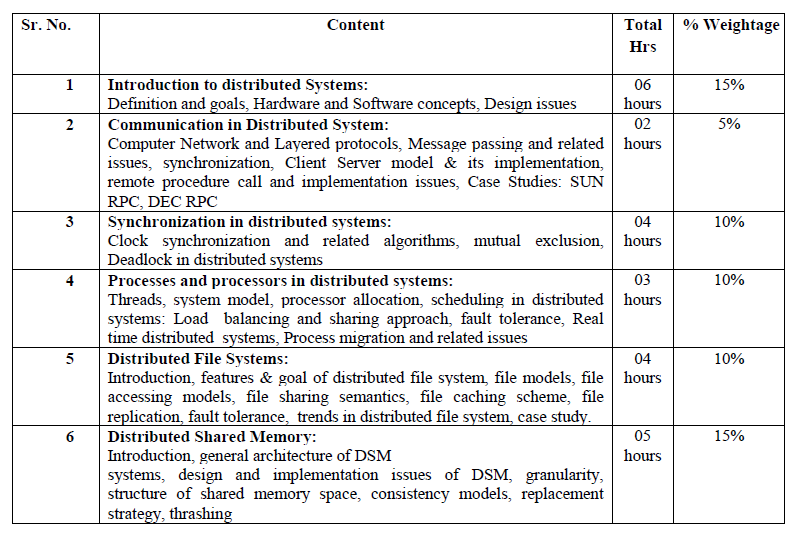 Sr. No. Content Total % Weightage
Hrs
1 Introduction to distributed Systems: 06 15%
Definition and goals, Hardware and Software concepts, Design issues hours
2 Communication in Distributed System: 02 5%
Computer Network and Layered protocols, Message passing and related hours
issues, synchronization, Client Server model & its implementation,
remote procedure call and implementation issues, Case Studies: SUN
RPC, DEC RPC
3 Synchronization in distributed systems: 04 10%
Clock synchronization and related algorithms, mutual exclusion, hours
Deadlock in distributed systems
4 Processes and processors in distributed systems: 03 10%
Threads, system model, processor allocation, scheduling in distributed hours
systems: Load balancing and sharing approach, fault tolerance, Real
time distributed systems, Process migration and related issues
5 Distributed File Systems: 04 10%
Introduction, features & goal of distributed file system, file models, file hours
accessing models, file sharing semantics, file caching scheme, file
replication, fault tolerance, trends in distributed file system, case study.
6 Distributed Shared Memory: 05 15%
Introduction, general architecture of DSM hours
systems, design and implementation issues of DSM, granularity,
structure of shared memory space, consistency models, replacement
strategy, thrashing